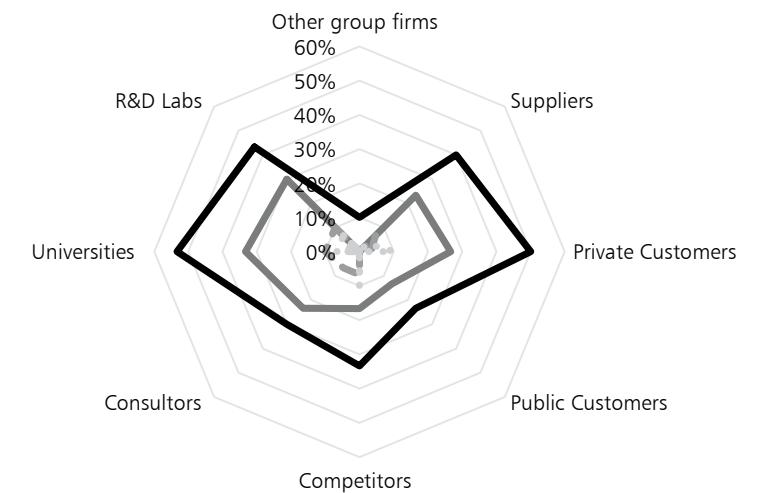 Other group firms
60%
50%
R&D Labs
Suppliers
40%
30%
20%
10%
Universities
0%
Private Customers
Consultors
Public Customers
Competitors